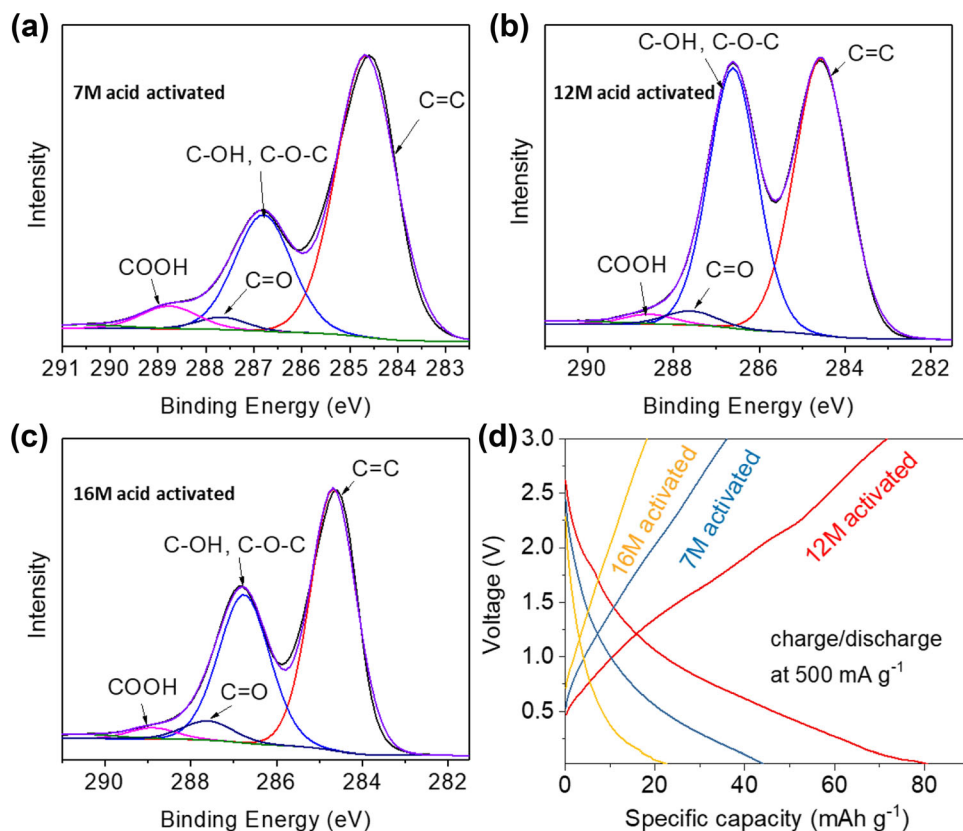 (a)
7M acid activated
C=C
C-OH, C-O-C
COOH
C=O
Intensity
291 290 289 288 287 286 285 284 283
Binding Energy (eV)
(b)
C-OH, C-O-C
C=C
12M acid activated
COOH
C=O
Intensity
290 288 286 284 282
Binding Energy (eV)
(c)
C=C
16M acid activated
C-OH, C-O-C
COOH
C=O
Intensity
290 288 286 284 282
Binding Energy (eV)
(d)
3.0
2.5
2.0
1.5
1.0
0.5
Voltage (V)
16M activated
7M activated
12M activated
charge/discharge
at 500 mA g⁻¹
0 20 40 60 80
Specific capacity (mAh g⁻¹)